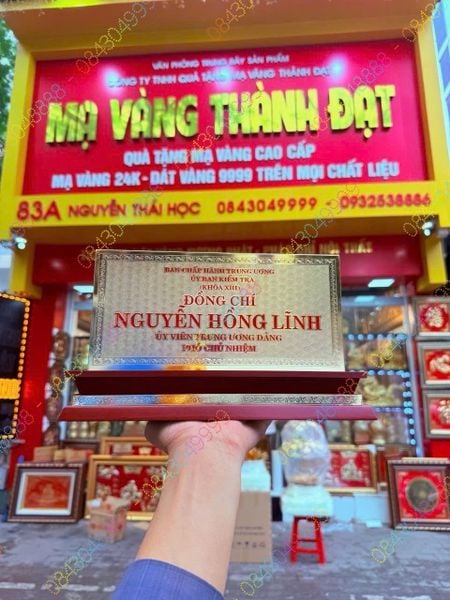 VĂN PHÒNG TRƯNG BÀY SẢN PHẨM
CÔNG TY TNHH QUÀ TẶNG MẠ VÀNG THÀNH ĐẠT
MẠ VÀNG THÀNH ĐẠT
QUÀ TẶNG MẠ VÀNG CAO CẤP
MẠ VÀNG 24K - DÁT VÀNG 9999 TRÊN MỌI CHẤT LIỆU
83A NGUYỄN THÁI HỌC 0843049999 - 0932538886
BAN CHẤP HÀNH TRUNG ƯƠNG
ỦY BAN KIỂM TRA
(KHÓA XIII)
ĐỒNG CHÍ
NGUYỄN HỒNG LĨNH
ỦY VIÊN TRUNG ƯƠNG ĐẢNG
PHÓ CHỦ NHIỆM
0843049999